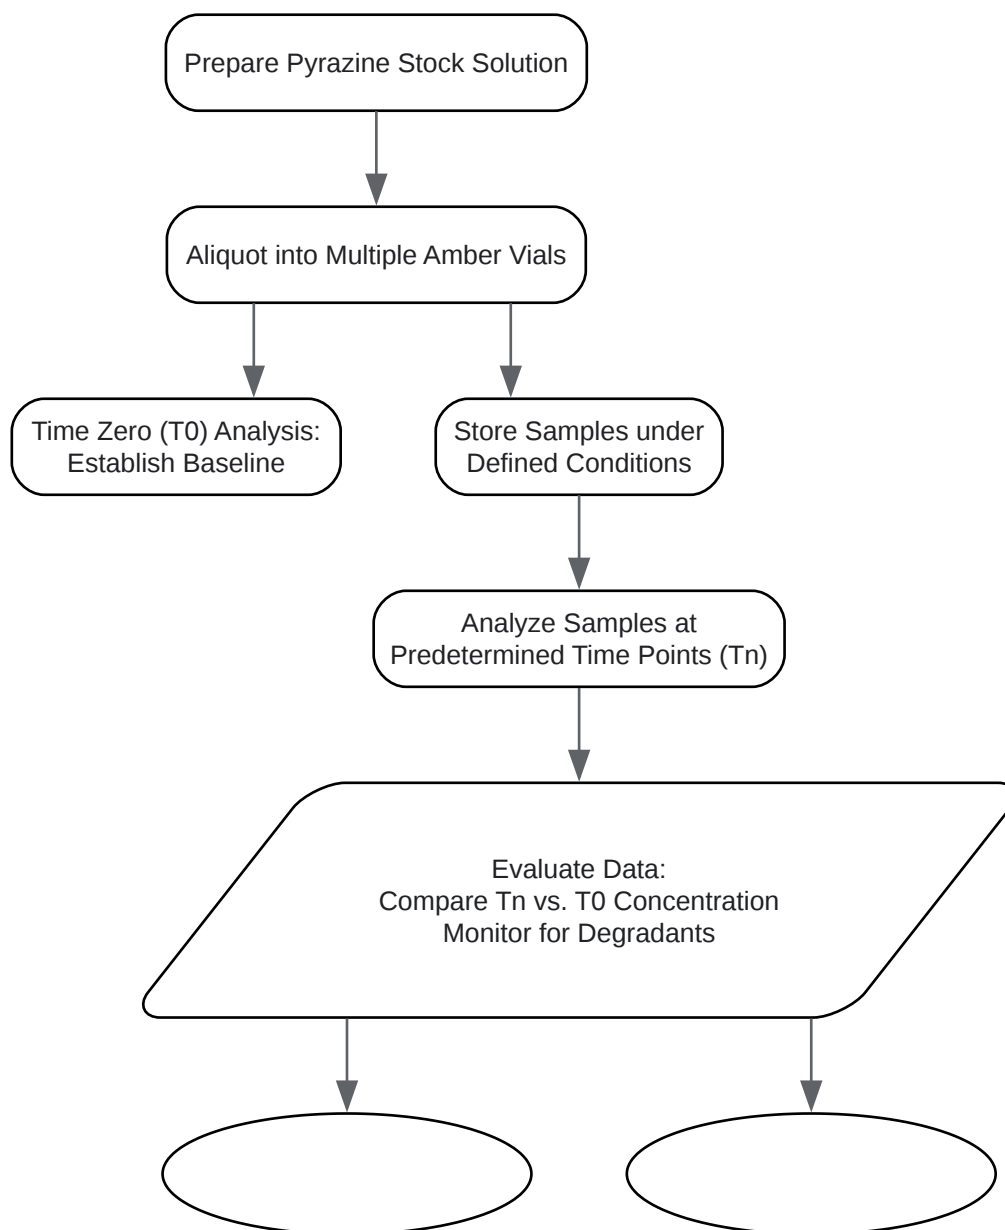 Prepare Pyrazine Stock Solution
Aliquot into Multiple Amber Vials
Time Zero (T0) Analysis:
Establish Baseline
Store Samples under
Defined Conditions
Analyze Samples at
Predetermined Time Points (Tn)
Evaluate Data:
Compare Tn vs. T0 Concentration
Monitor for Degradants